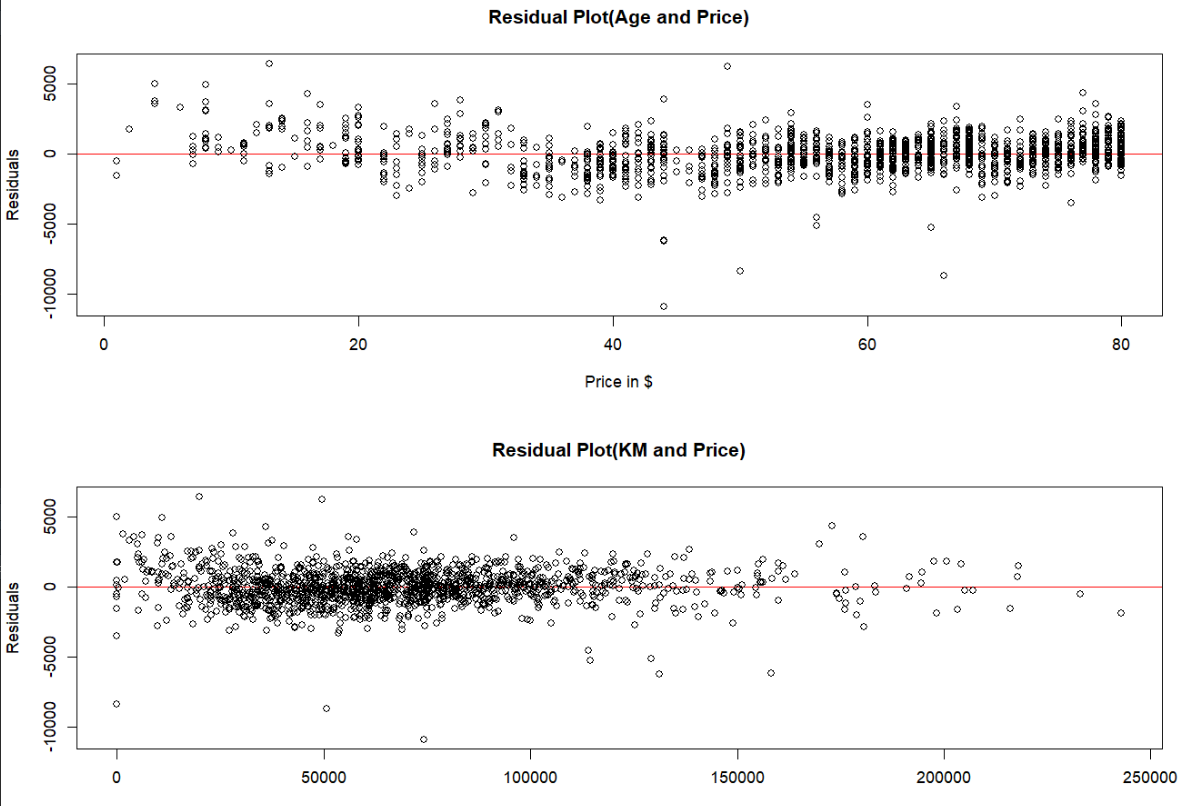 Residual Plot(Age and Price)
Residuals
5000
0
-5000
-10000
0 20 40 60 80
Price in $
Residual Plot(KM and Price)
Residuals
5000
0
-5000
-10000
0 50000 100000 150000 200000 250000